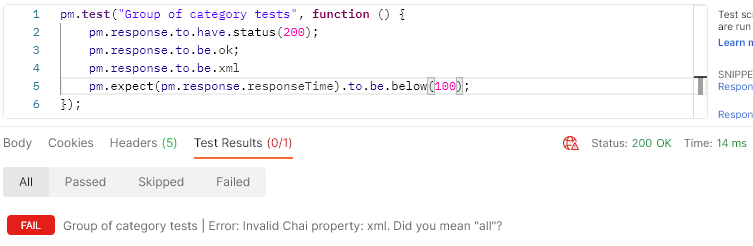 1 pm.test("Group of category tests", function () {
Test scr
2 pm.response.to.have.status(200);
are run
3 pm.response.to.be.ok;
Learn m
4 pm.response.to.be.xml
5 pm.expect(pm.response.responseTime).to.be.below(100);
SNIPPE
Respon
6 });
Respon
Body Cookies Headers (5) Test Results (0/1) Status: 200 OK Time: 14 ms
All Passed Skipped Failed
FAIL Group of category tests | Error: Invalid Chai property: xml. Did you mean "all"?